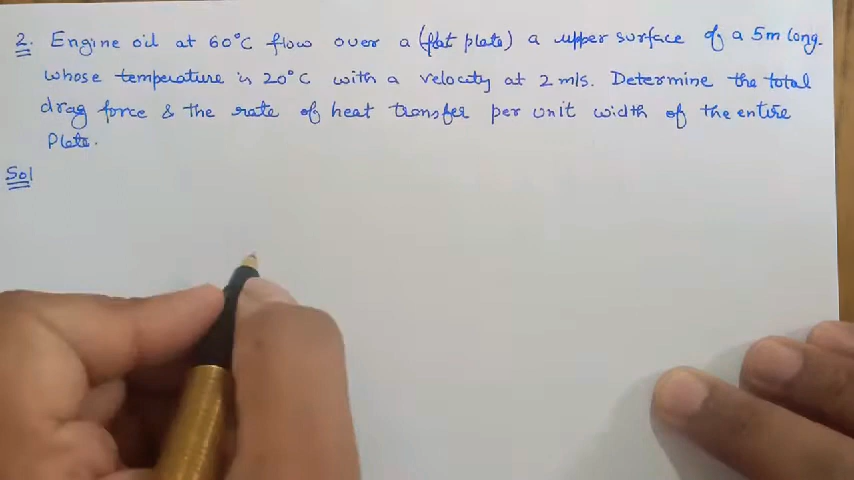 2. Engine oil at 60°C flow over a (flat plate) a upper surface of a 5m long.
whose temperature is 20°C with a velocity at 2 m/s. Determine the total
drag force & the rate of heat transfer per unit width of the entire
Plate.
Sol